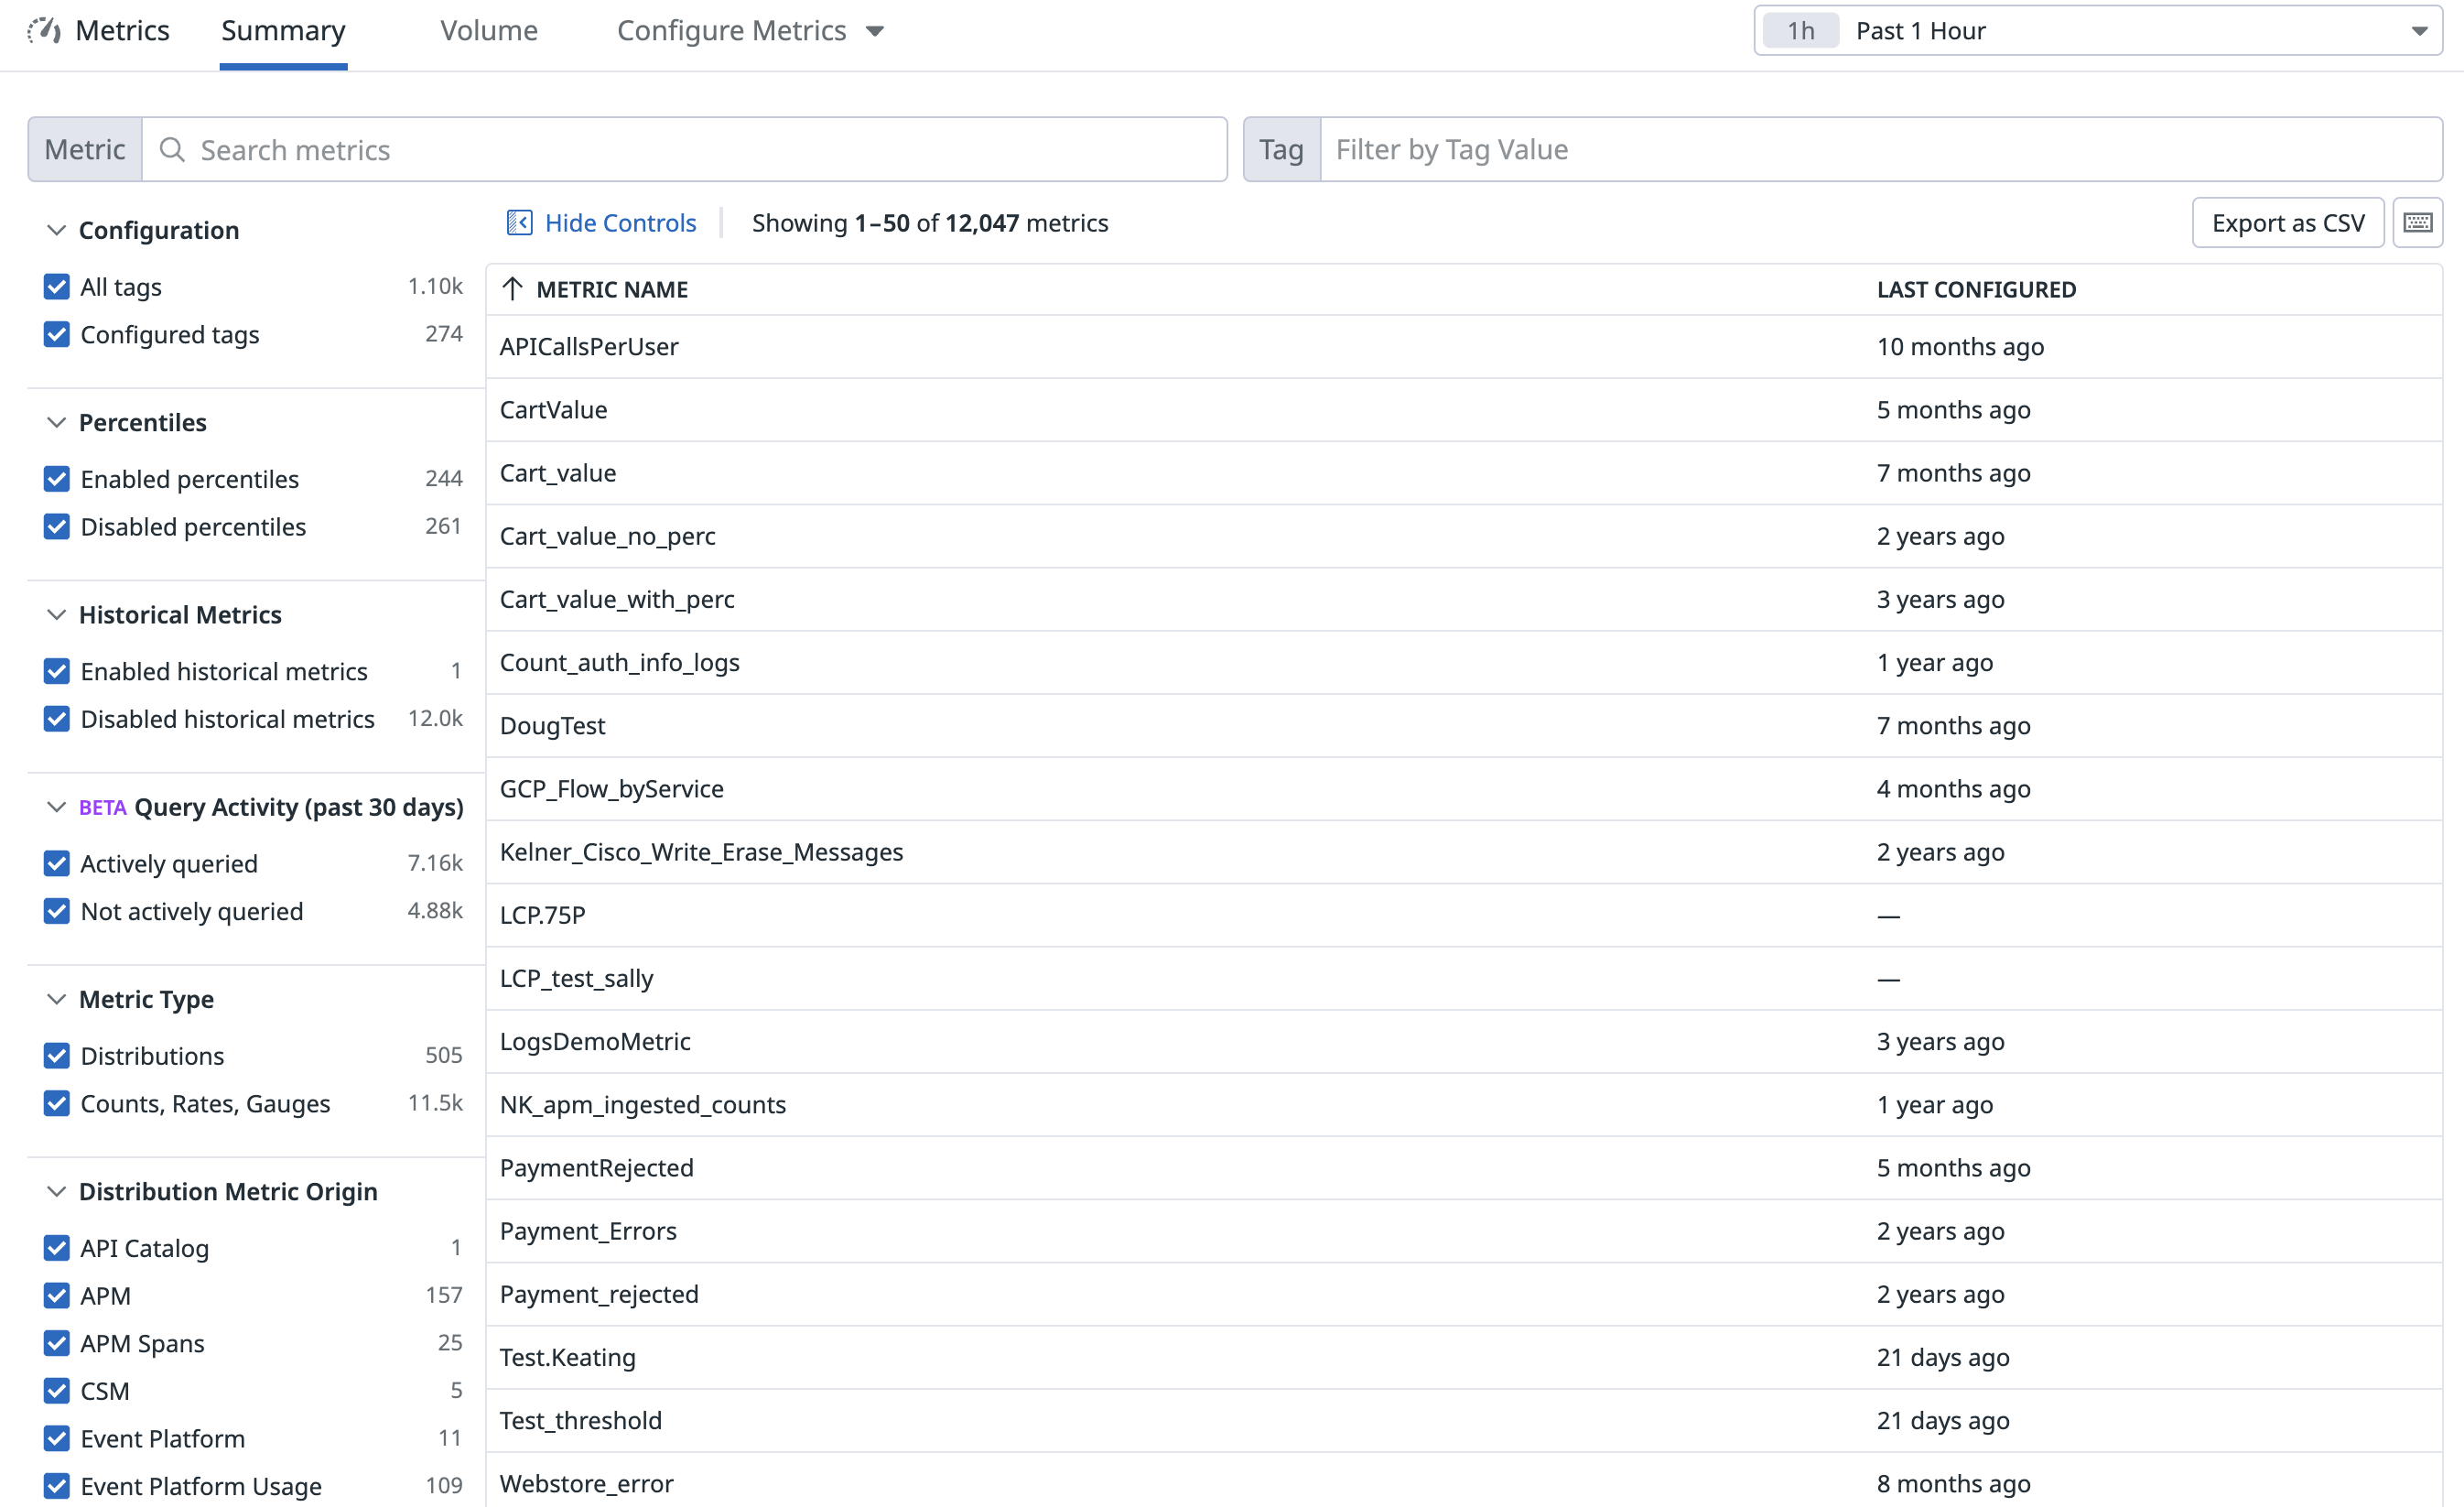 Metrics Summary Volume Configure Metrics 1h Past 1 Hour
Metric Search metrics Tag Filter by Tag Value
Hide Controls Showing 1–50 of 12,047 metrics Export as CSV
Configuration
All tags 1.10k
Configured tags 274
Percentiles
Enabled percentiles 244
Disabled percentiles 261
Historical Metrics
Enabled historical metrics 1
Disabled historical metrics 12.0k
BETA Query Activity (past 30 days)
Actively queried 7.16k
Not actively queried 4.88k
Metric Type
Distributions 505
Counts, Rates, Gauges 11.5k
Distribution Metric Origin
API Catalog 1
APM 157
APM Spans 25
CSM 5
Event Platform 11
Event Platform Usage 109
METRIC NAME LAST CONFIGURED
APICallsPerUser 10 months ago
CartValue 5 months ago
Cart_value 7 months ago
Cart_value_no_perc 2 years ago
Cart_value_with_perc 3 years ago
Count_auth_info_logs 1 year ago
DougTest 7 months ago
GCP_Flow_byService 4 months ago
Kelner_Cisco_Write_Erase_Messages 2 years ago
LCP.75P —
LCP_test_sally —
LogsDemoMetric 3 years ago
NK_apm_ingested_counts 1 year ago
PaymentRejected 5 months ago
Payment_Errors 2 years ago
Payment_rejected 2 years ago
Test.Keating 21 days ago
Test_threshold 21 days ago
Webstore_error 8 months ago